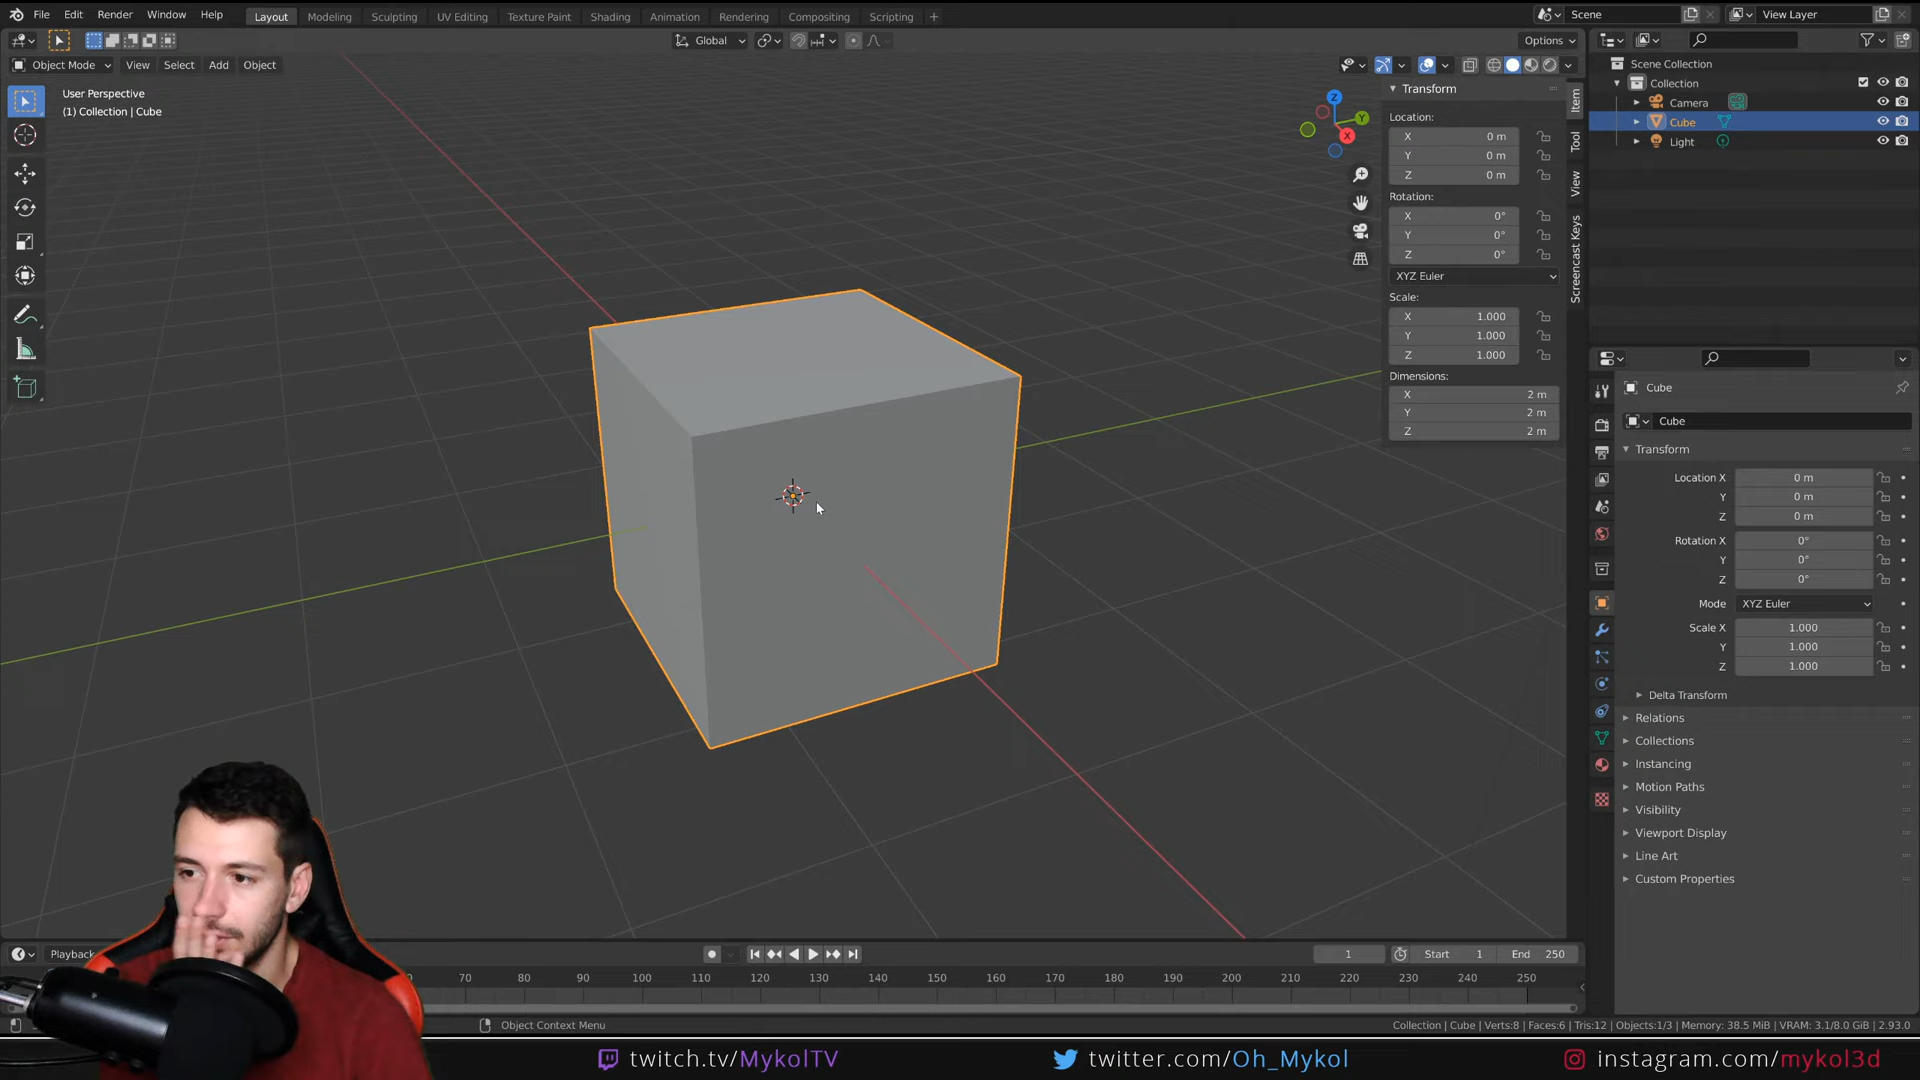 File Edit Render Window Help Layout Modeling Sculpting UV Editing Texture Paint Shading Animation Rendering Compositing Scripting + Scene View Layer
Global Options
Object Mode View Select Add Object
User Perspective
(1) Collection | Cube
Z
Y
X
Transform
Location:
X 0 m
Y 0 m
Z 0 m
Rotation:
X 0°
Y 0°
Z 0°
XYZ Euler
Scale:
X 1.000
Y 1.000
Z 1.000
Dimensions:
X 2 m
Y 2 m
Z 2 m
Item
Tool
View
Screencast Keys
Scene Collection
Collection
Camera
Cube
Light
Cube
Cube
Transform
Location X 0 m
Y 0 m
Z 0 m
Rotation X 0°
Y 0°
Z 0°
Mode XYZ Euler
Scale X 1.000
Y 1.000
Z 1.000
Delta Transform
Relations
Collections
Instancing
Motion Paths
Visibility
Viewport Display
Line Art
Custom Properties
Playback 1 Start 1 End 250
70 80 90 100 110 120 130 140 150 160 170 180 190 200 210 220 230 240 250
Object Context Menu
Collection | Cube | Verts:8 | Faces:6 | Tris:12 | Objects:1/3 | Memory: 38.5 MiB | VRAM: 3.1/8.0 GiB | 2.93.0
twitch.tv/MykolTV twitter.com/Oh_Mykol instagram.com/mykol3d